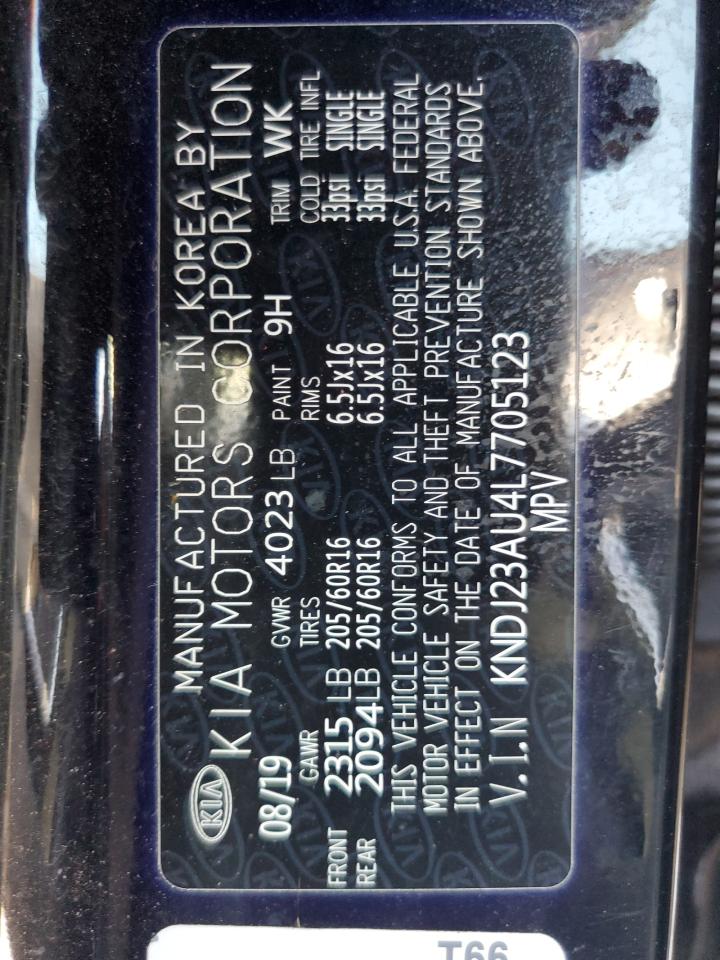 MANUFACTURED IN KOREA BY
KIA KIA MOTORS CORPORATION
08/19 GVWR 4023 LB PAINT 9H TRIM WK
GAWR TIRES RIMS COLD TIRE INFL
FRONT 2315 LB 205/60R16 6.5Jx16 33psi SINGLE
REAR 2094LB 205/60R16 6.5Jx16 33psi SINGLE
THIS VEHICLE CONFORMS TO ALL APPLICABLE U.S.A. FEDERAL
MOTOR VEHICLE SAFETY AND THEFT PREVENTION STANDARDS
IN EFFECT ON THE DATE OF MANUFACTURE SHOWN ABOVE.
V.I.N KNDJ23AU4L7705123
MPV
T66